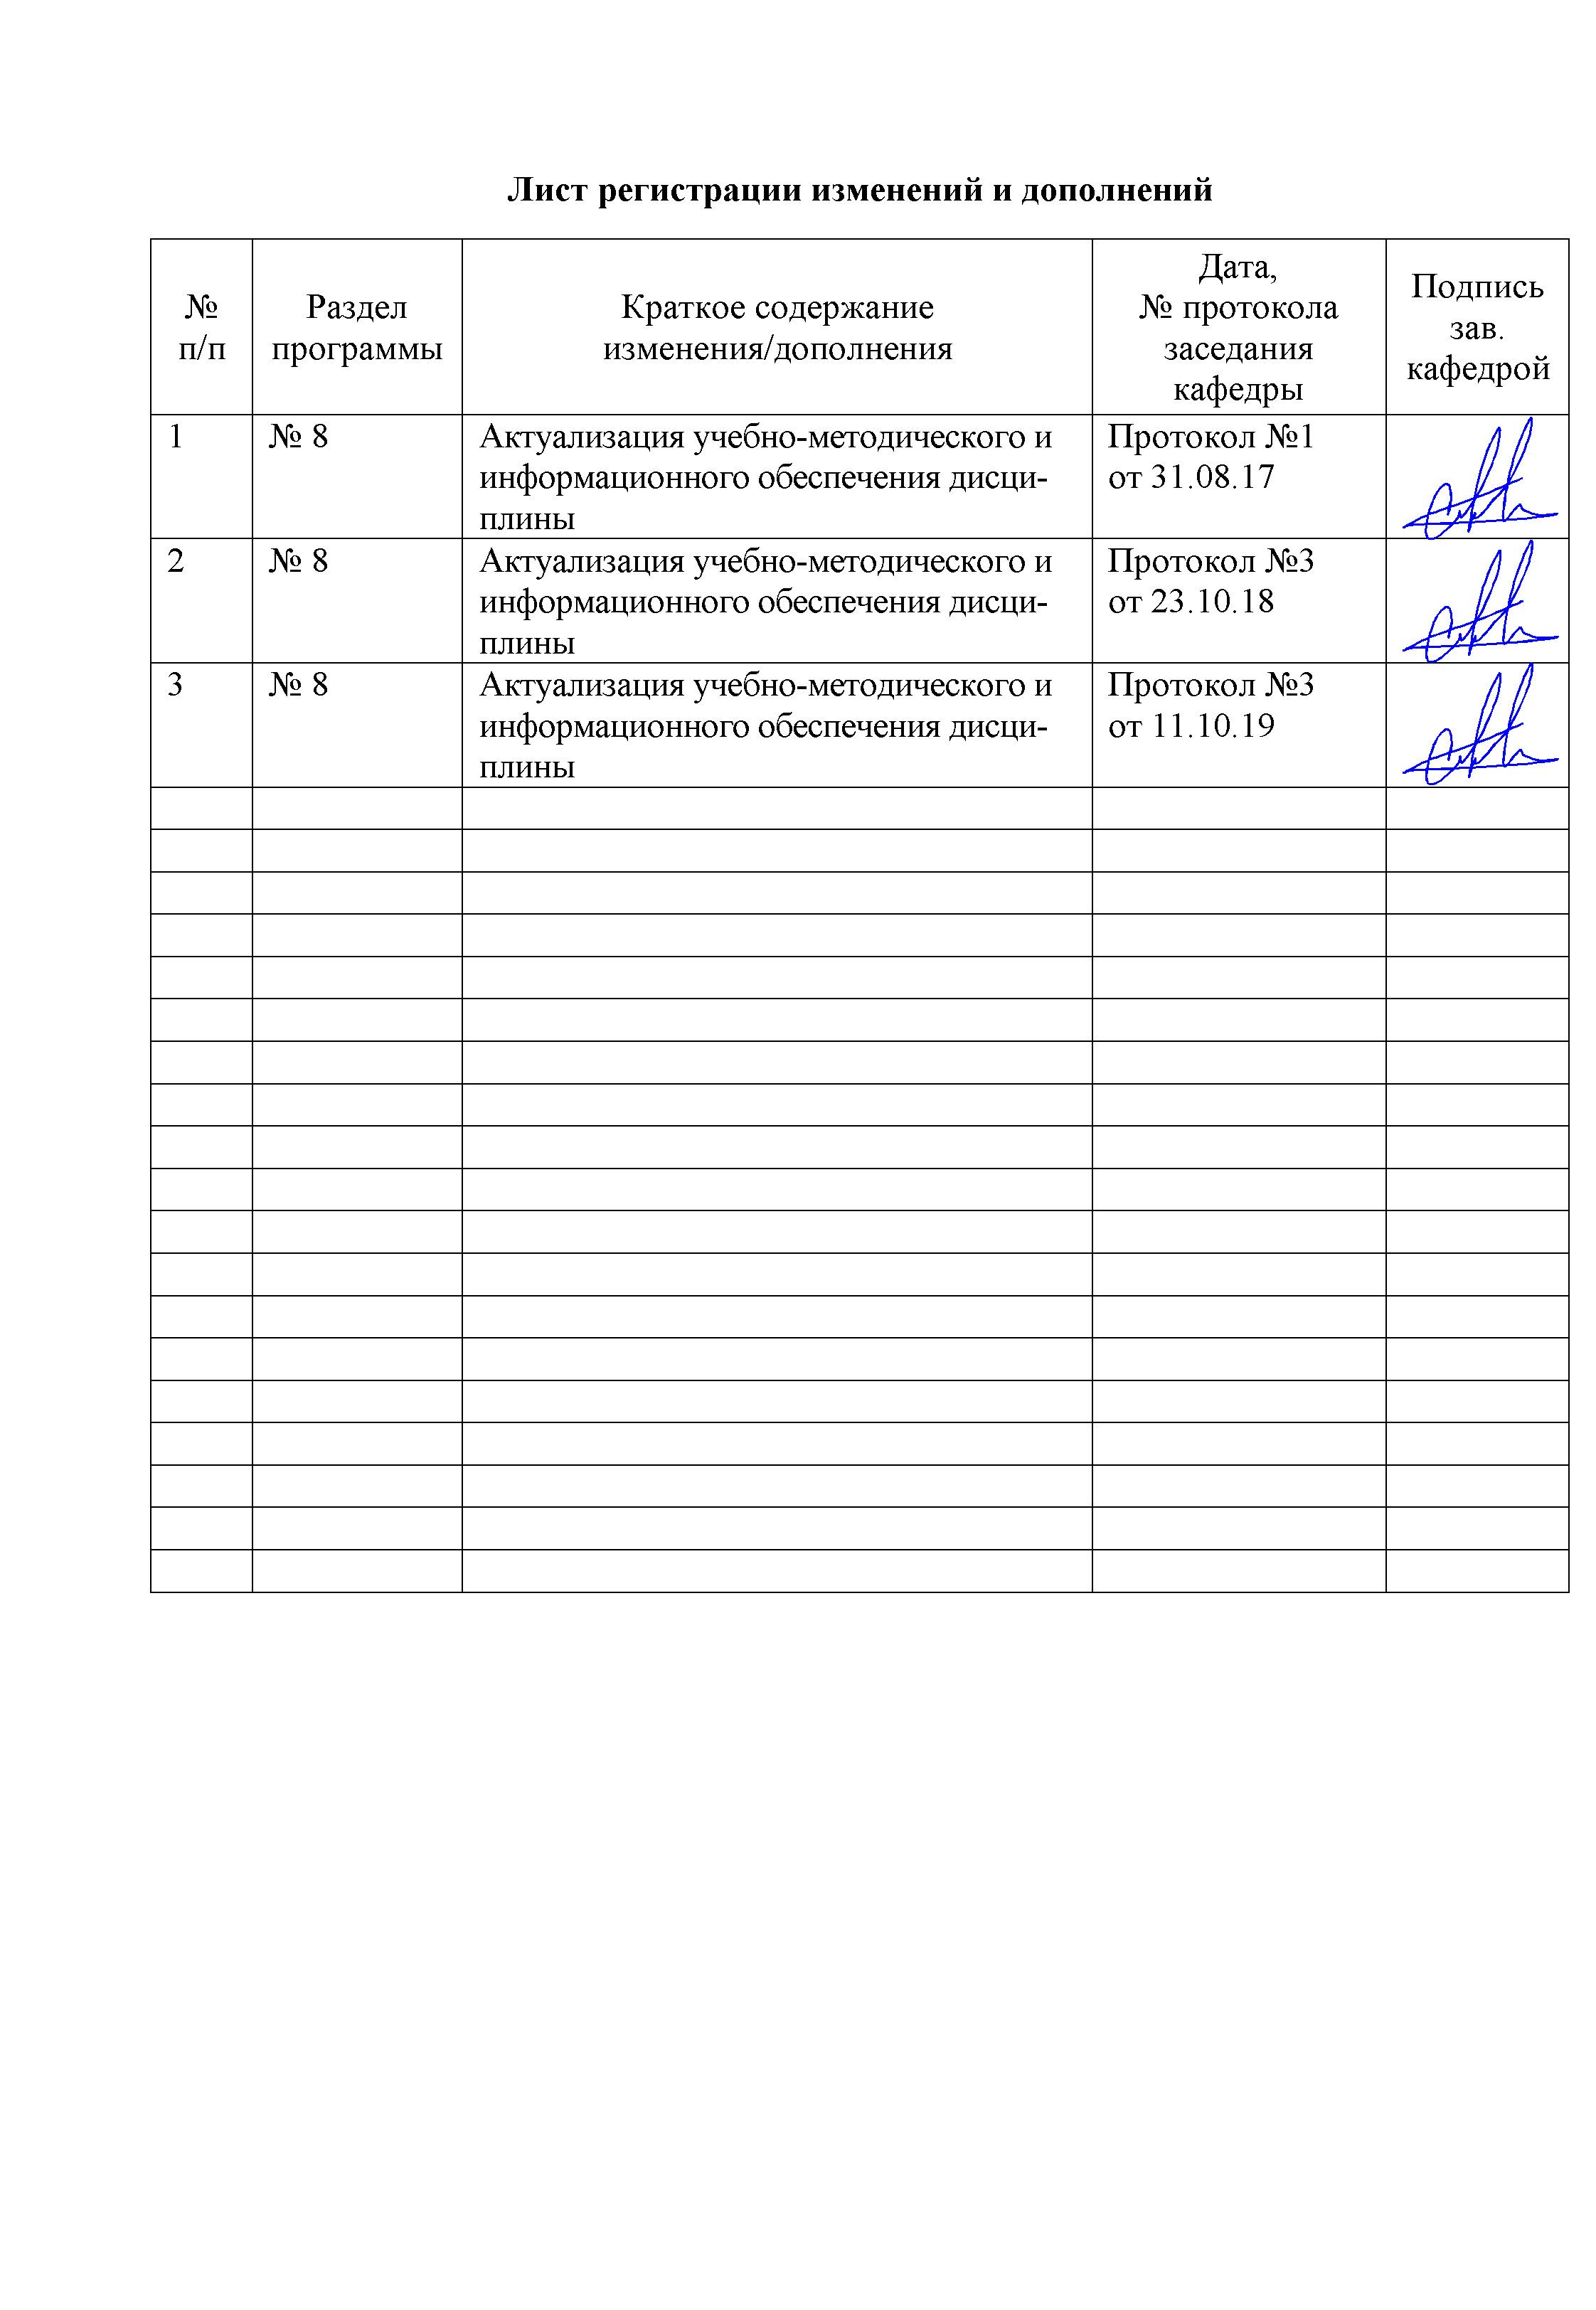 Лист регистрации изменений и дополнений
№
п/п
Раздел
программы
Краткое содержание
изменения/дополнения
Дата,
№ протокола
заседания
кафедры
Подпись
зав.
кафедрой
1
№ 8
Актуализация учебно-методического и
информационного обеспечения дисци-
плины
Протокол №1
от 31.08.17
2
№ 8
Актуализация учебно-методического и
информационного обеспечения дисци-
плины
Протокол №3
от 23.10.18
3
№ 8
Актуализация учебно-методического и
информационного обеспечения дисци-
плины
Протокол №3
от 11.10.19